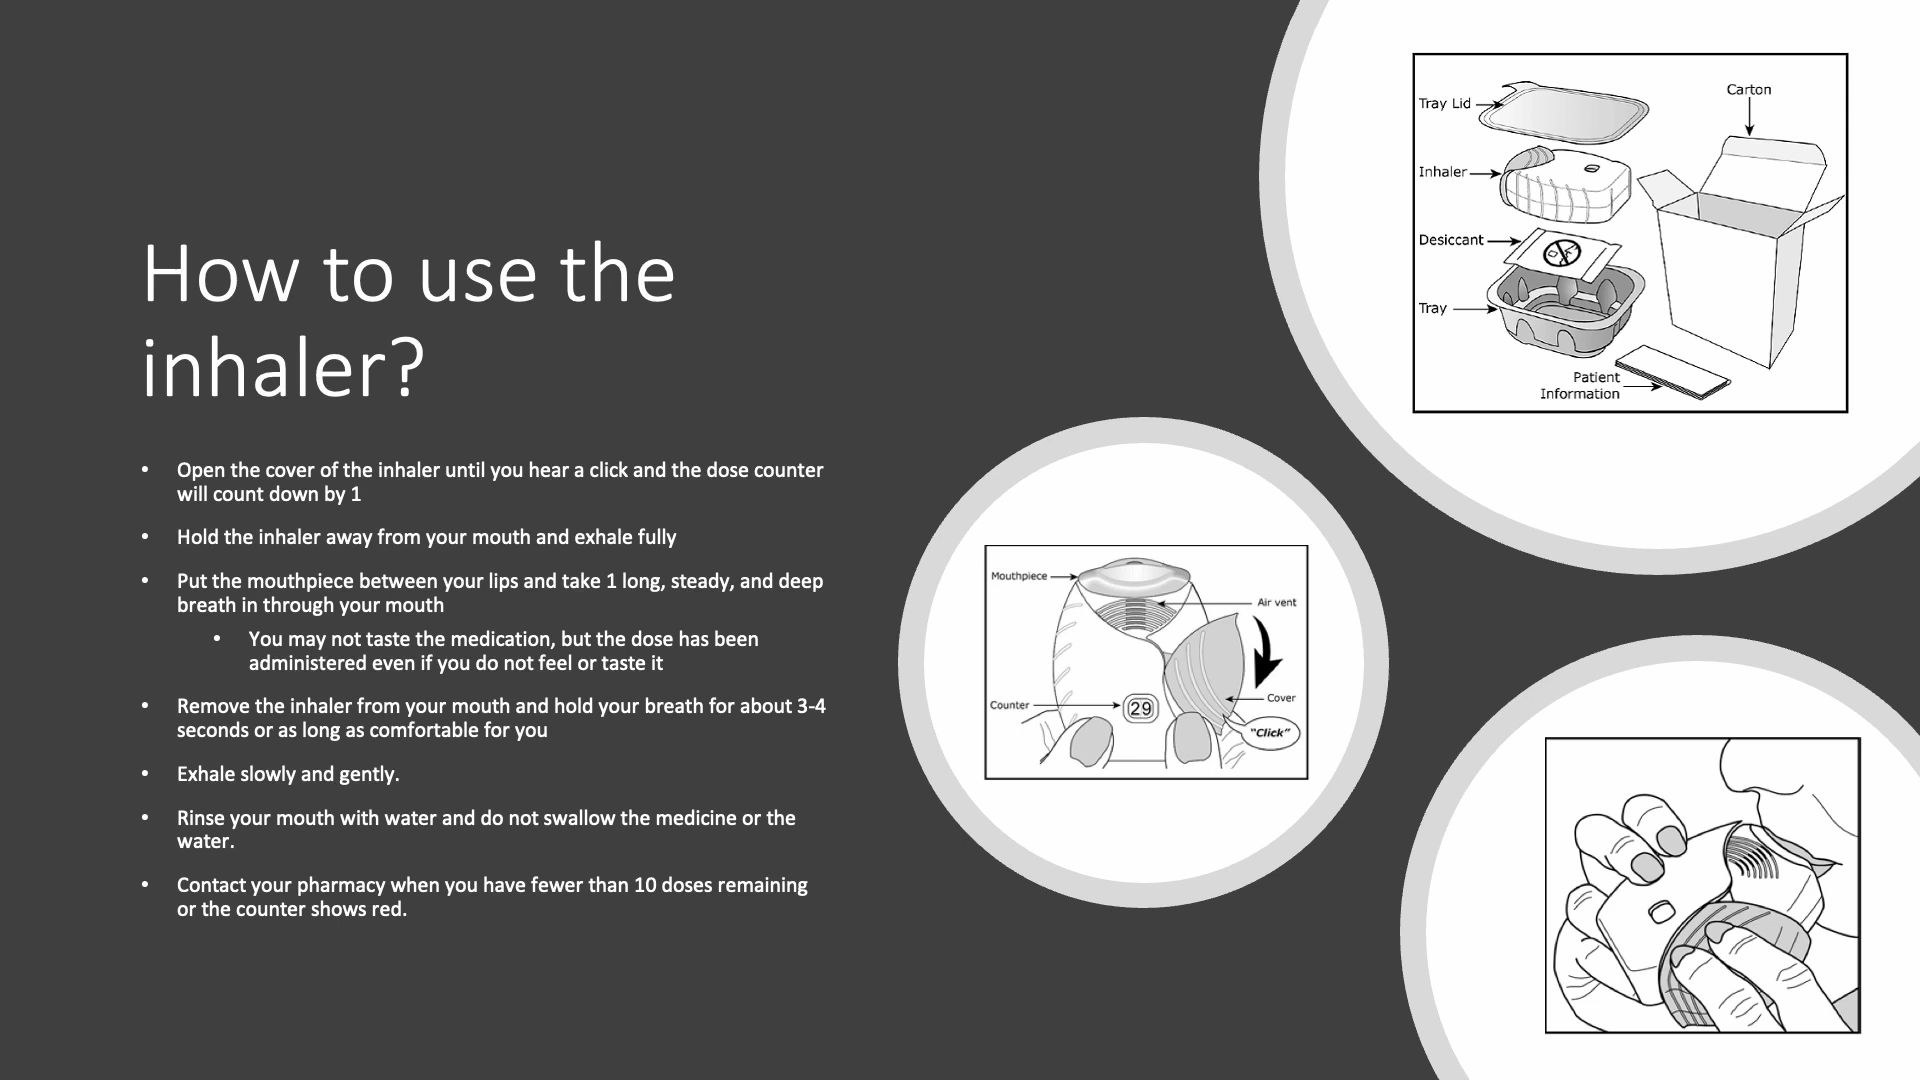 How to use the
inhaler?
• Open the cover of the inhaler until you hear a click and the dose counter
will count down by 1
• Hold the inhaler away from your mouth and exhale fully
• Put the mouthpiece between your lips and take 1 long, steady, and deep
breath in through your mouth
• You may not taste the medication, but the dose has been
administered even if you do not feel or taste it
• Remove the inhaler from your mouth and hold your breath for about 3-4
seconds or as long as comfortable for you
• Exhale slowly and gently.
• Rinse your mouth with water and do not swallow the medicine or the
water.
• Contact your pharmacy when you have fewer than 10 doses remaining
or the counter shows red.
Mouthpiece
Air vent
Counter
29
Cover
"Click"
Tray Lid
Carton
Inhaler
Desiccant
Tray
Patient
Information